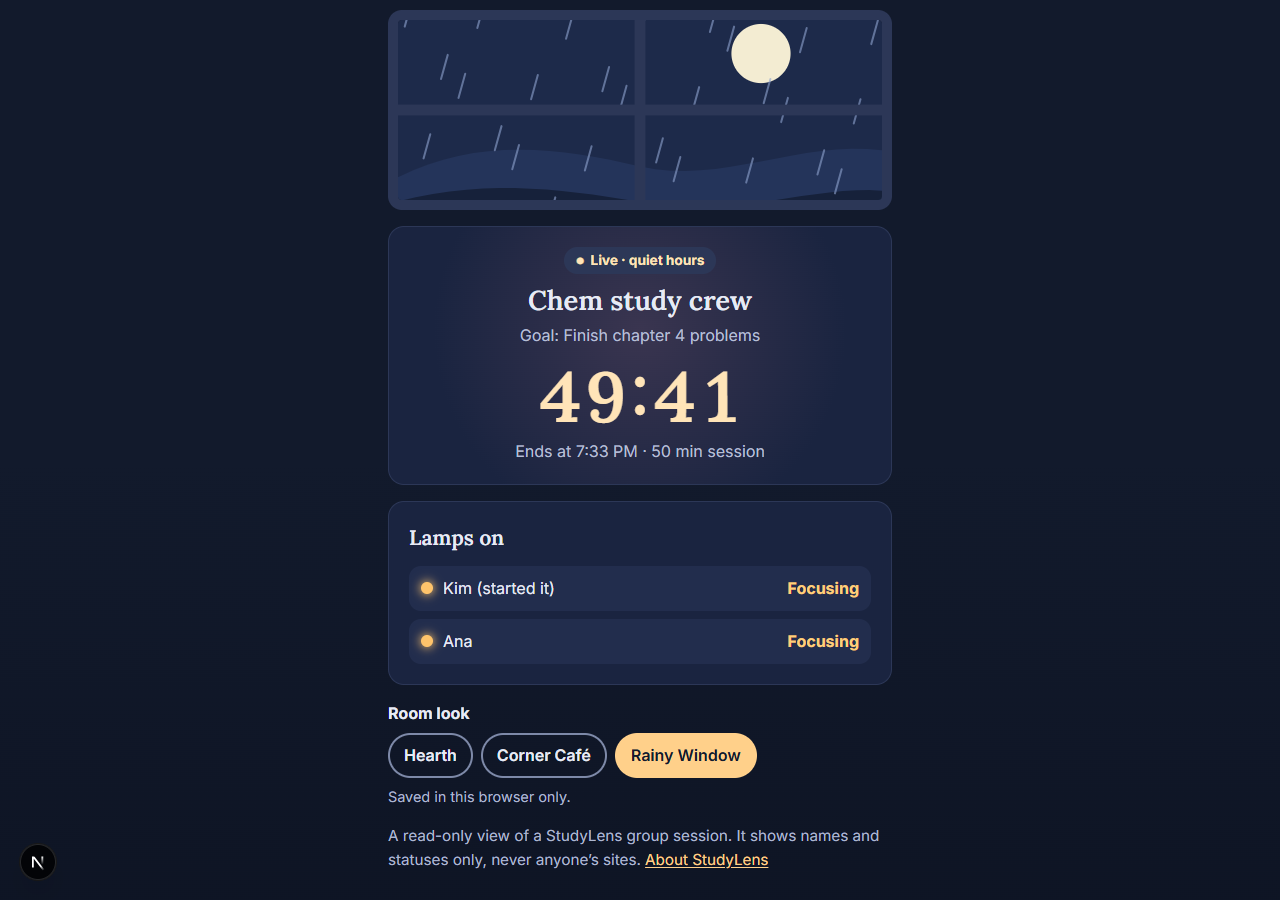 Live · quiet hours
Chem study crew
Goal: Finish chapter 4 problems
49:41
Ends at 7:33 PM · 50 min session
Lamps on
Kim (started it) Focusing
Ana Focusing
Room look
Hearth Corner Café Rainy Window
Saved in this browser only.
A read-only view of a StudyLens group session. It shows names and
statuses only, never anyone’s sites. About StudyLens
N